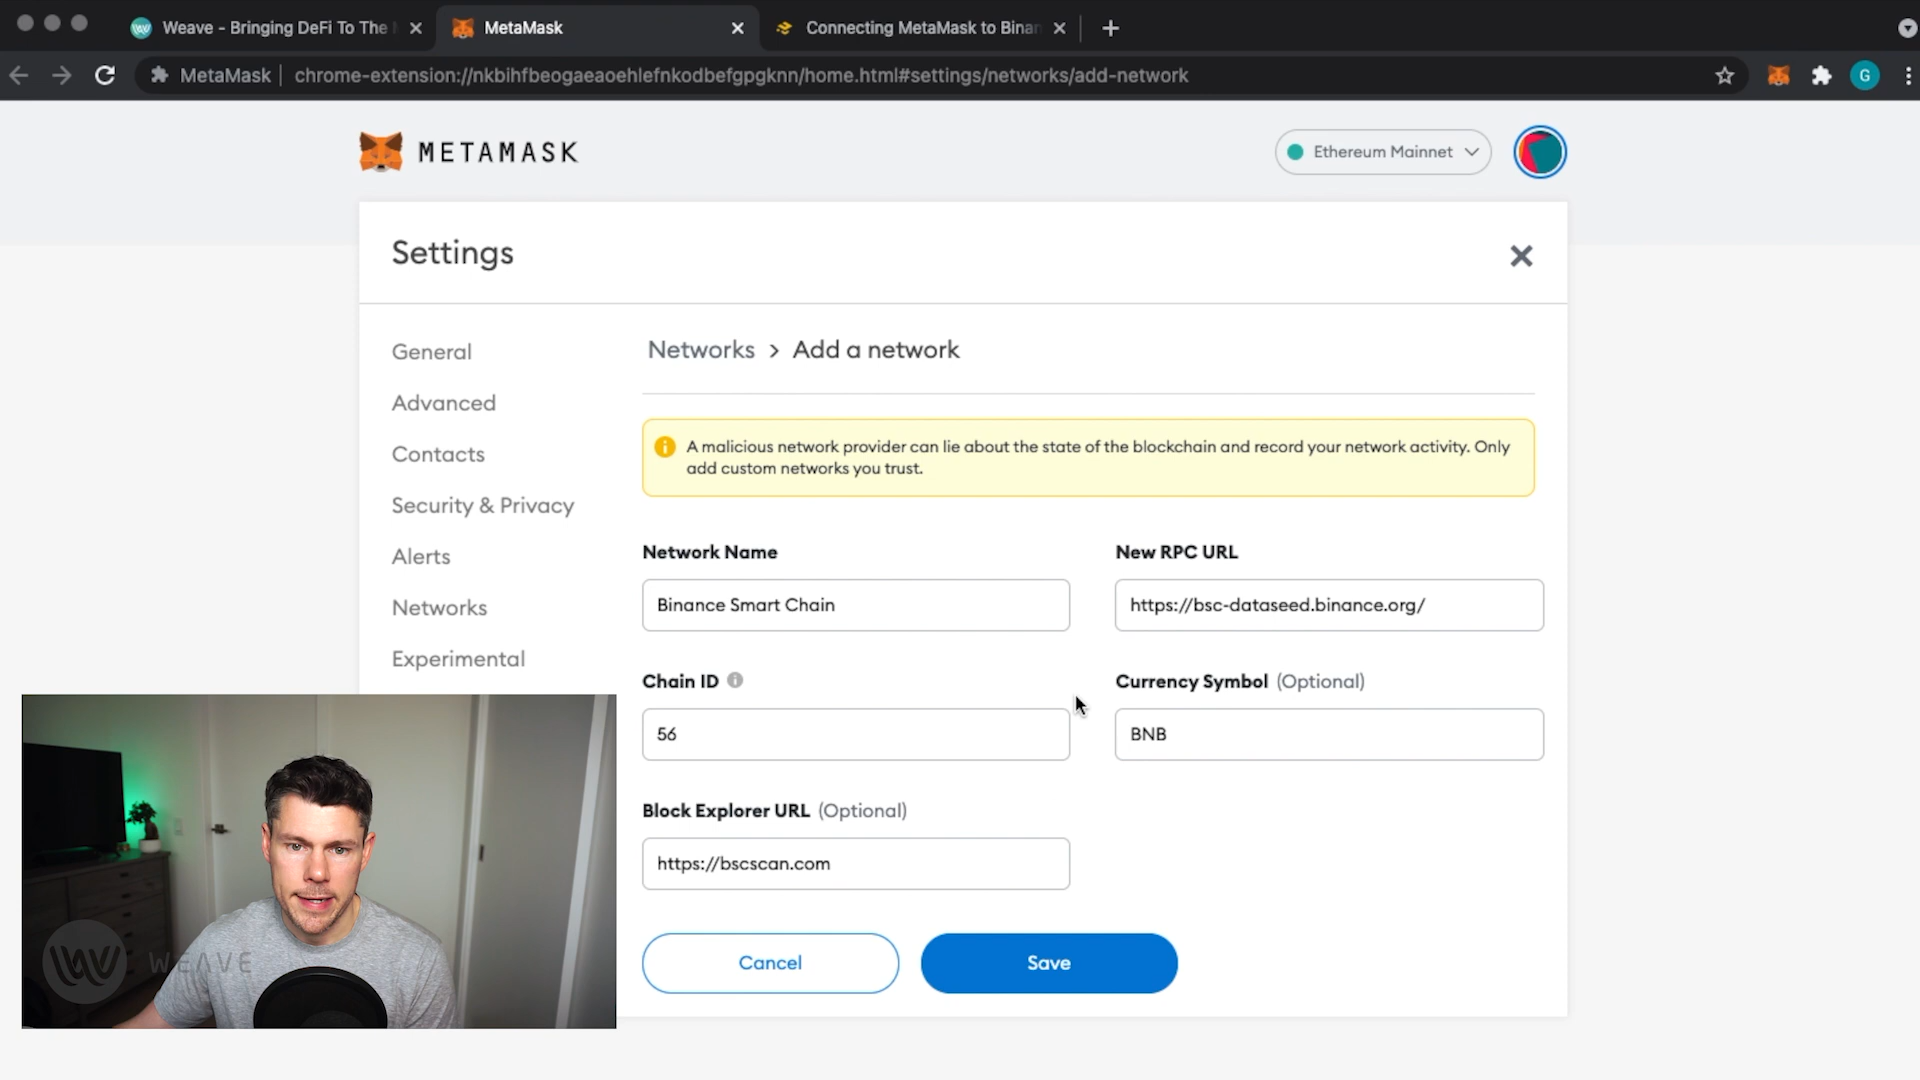 Weave - Bringing DeFi To The
MetaMask
Connecting MetaMask to Binan
MetaMask
chrome-extension://nkbihfbeogaeaoehlefnkodbefgpgknn/home.html#settings/networks/add-network
G
METAMASK
Ethereum Mainnet
Settings
General
Advanced
Contacts
Security & Privacy
Alerts
Networks
Experimental
Networks > Add a network
A malicious network provider can lie about the state of the blockchain and record your network activity. Only
add custom networks you trust.
Network Name
New RPC URL
Binance Smart Chain
https://bsc-dataseed.binance.org/
Chain ID
Currency Symbol (Optional)
56
BNB
Block Explorer URL (Optional)
https://bscscan.com
Cancel
Save
WEAVE